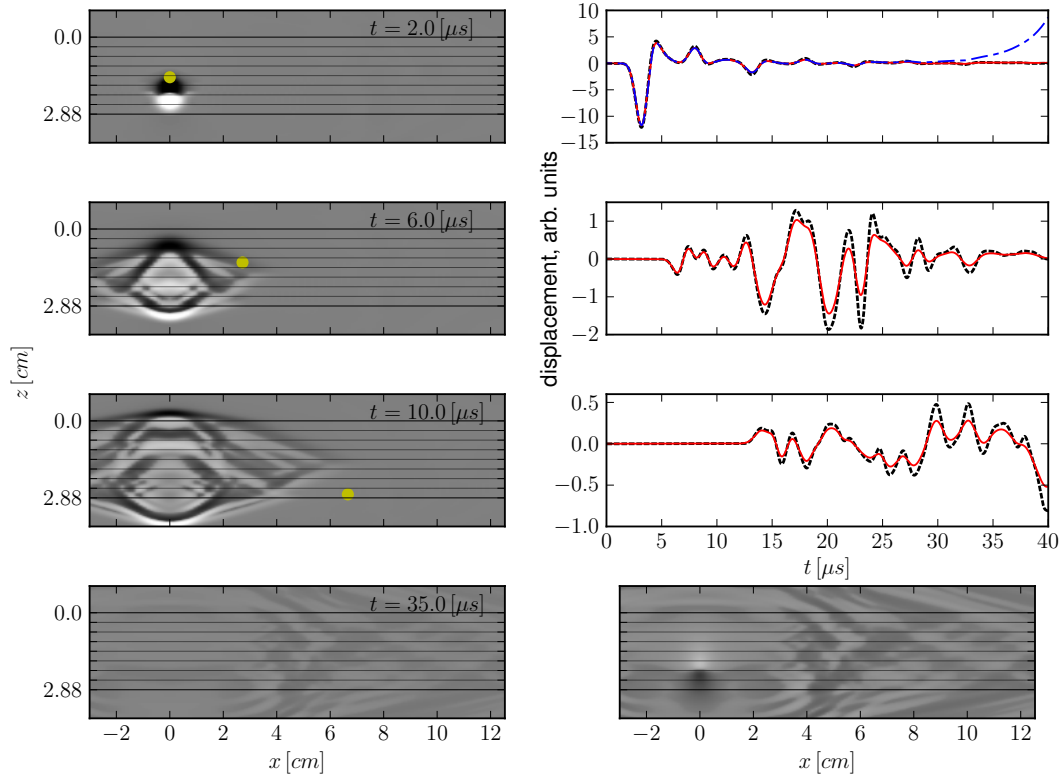 t = 2.0 [μs]
0.0
2.88
10
5
0
−5
−10
−15
t = 6.0 [μs]
0.0
2.88
1
0
−1
−2
z [cm]
displacement, arb. units
t = 10.0 [μs]
0.0
2.88
0.5
0.0
−0.5
−1.0
0 5 10 15 20 25 30 35 40
t [μs]
t = 35.0 [μs]
0.0
2.88
−2 0 2 4 6 8 10 12
x [cm]
−2 0 2 4 6 8 10 12
x [cm]